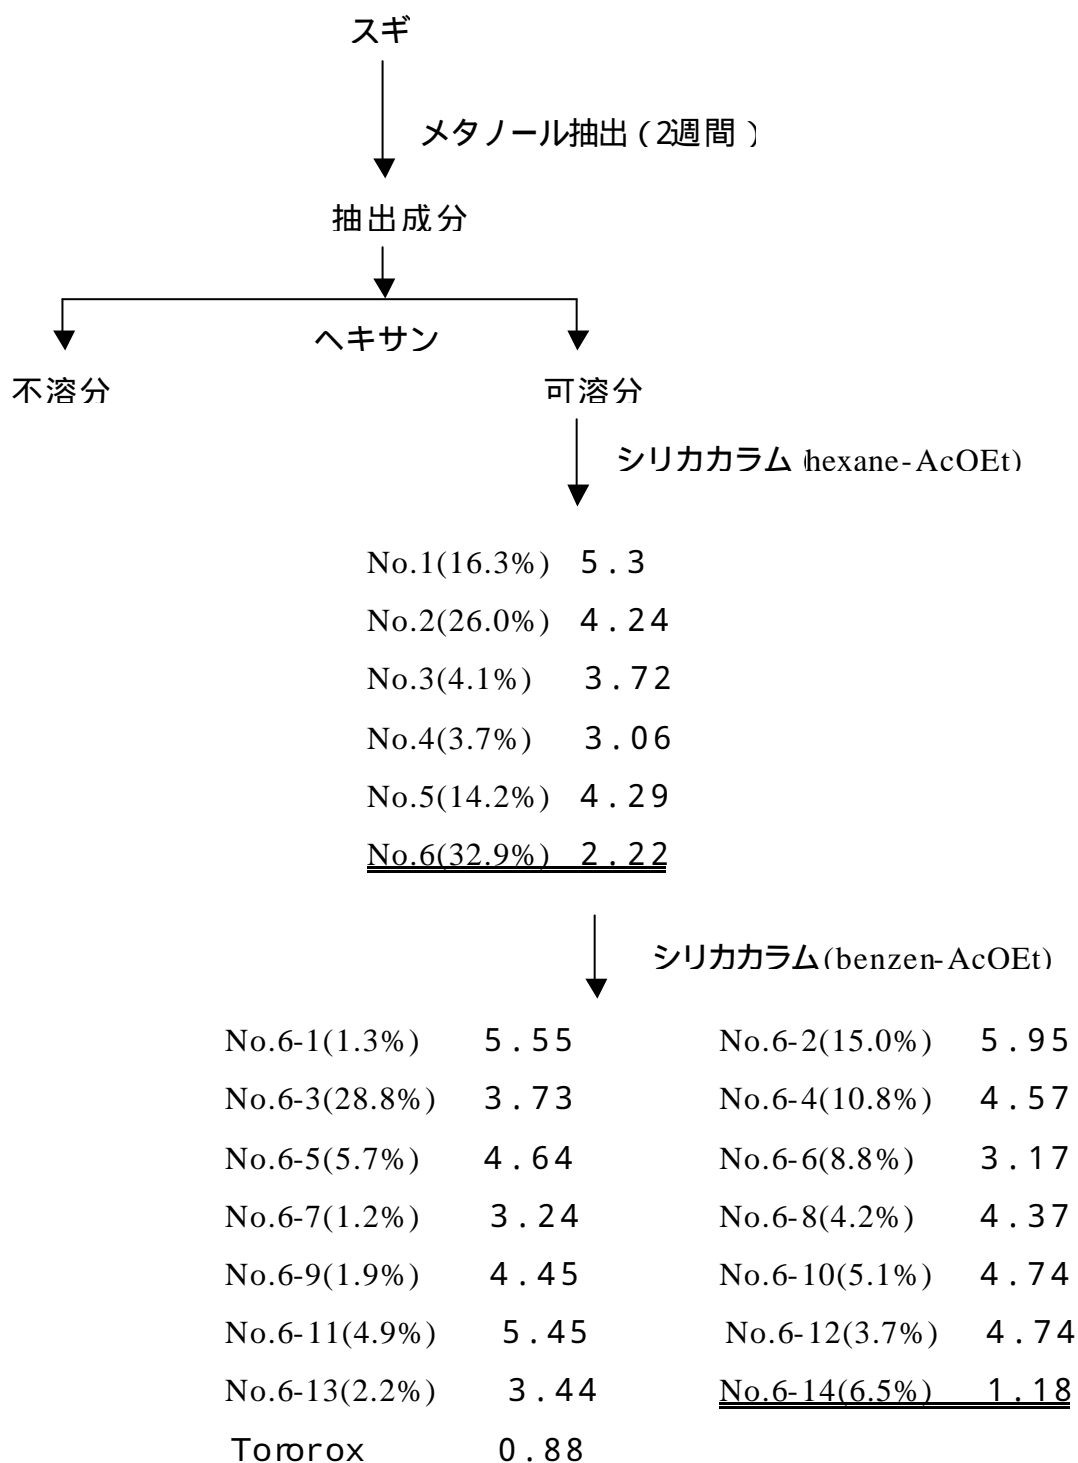 スギ
メタノール抽出(2週間)
抽出成分
ヘキサン
不溶分 可溶分
シリカカラム(hexane-AcOEt)
No.1(16.3%) 5.3
No.2(26.0%) 4.24
No.3(4.1%) 3.72
No.4(3.7%) 3.06
No.5(14.2%) 4.29
No.6(32.9%) 2.22
シリカカラム(benzen-AcOEt)
No.6-1(1.3%) 5.55 No.6-2(15.0%) 5.95
No.6-3(28.8%) 3.73 No.6-4(10.8%) 4.57
No.6-5(5.7%) 4.64 No.6-6(8.8%) 3.17
No.6-7(1.2%) 3.24 No.6-8(4.2%) 4.37
No.6-9(1.9%) 4.45 No.6-10(5.1%) 4.74
No.6-11(4.9%) 5.45 No.6-12(3.7%) 4.74
No.6-13(2.2%) 3.44 No.6-14(6.5%) 1.18
Tororox 0.88